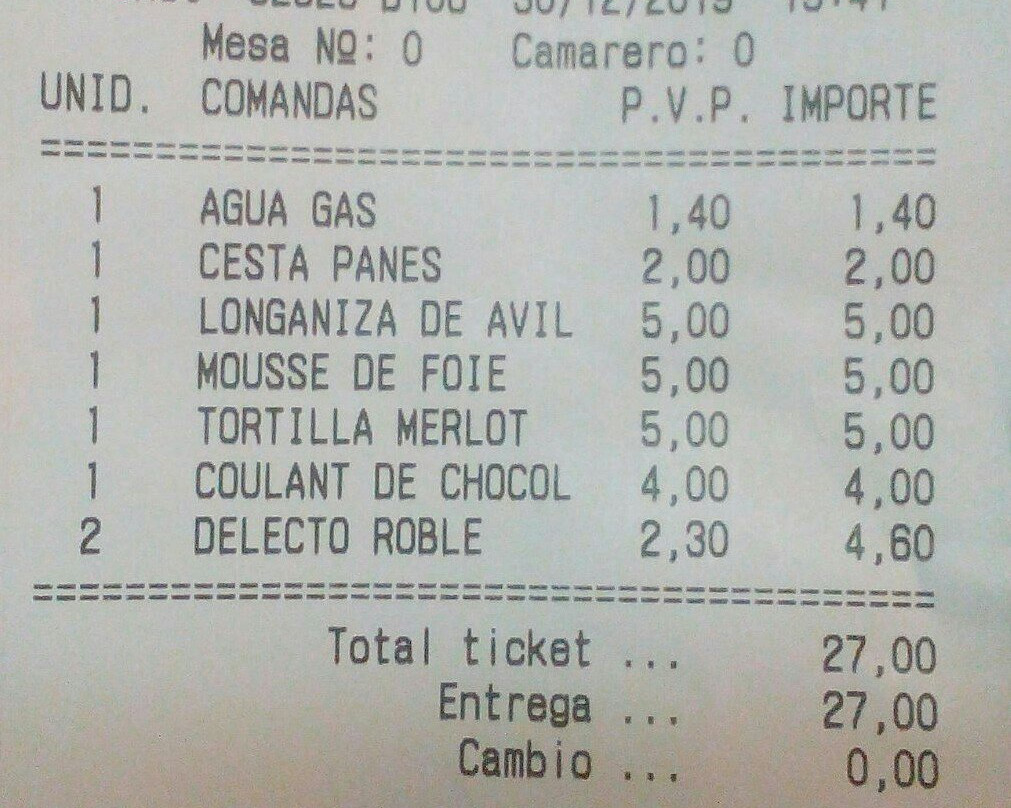 30/12/2019
Mesa Nº: 0 Camarero: 0
UNID. COMANDAS P.V.P. IMPORTE
========================================
1 AGUA GAS 1,40 1,40
1 CESTA PANES 2,00 2,00
1 LONGANIZA DE AVIL 5,00 5,00
1 MOUSSE DE FOIE 5,00 5,00
1 TORTILLA MERLOT 5,00 5,00
1 COULANT DE CHOCOL 4,00 4,00
2 DELECTO ROBLE 2,30 4,60
========================================
Total ticket ... 27,00
Entrega ... 27,00
Cambio ... 0,00